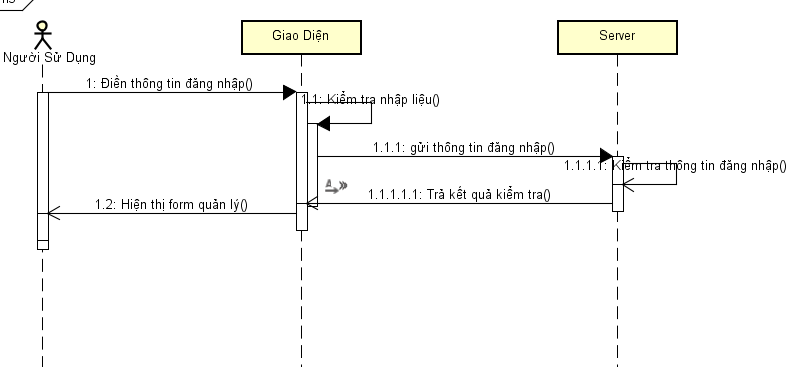 Giao Diện
Server
Người Sử Dụng
1: Điền thông tin đăng nhập()
1.1: Kiểm tra nhập liệu()
1.1.1: gửi thông tin đăng nhập()
1.1.1.1: Kiểm tra thông tin đăng nhập()
1.1.1.1.1: Trả kết quả kiểm tra()
1.2: Hiện thị form quản lý()